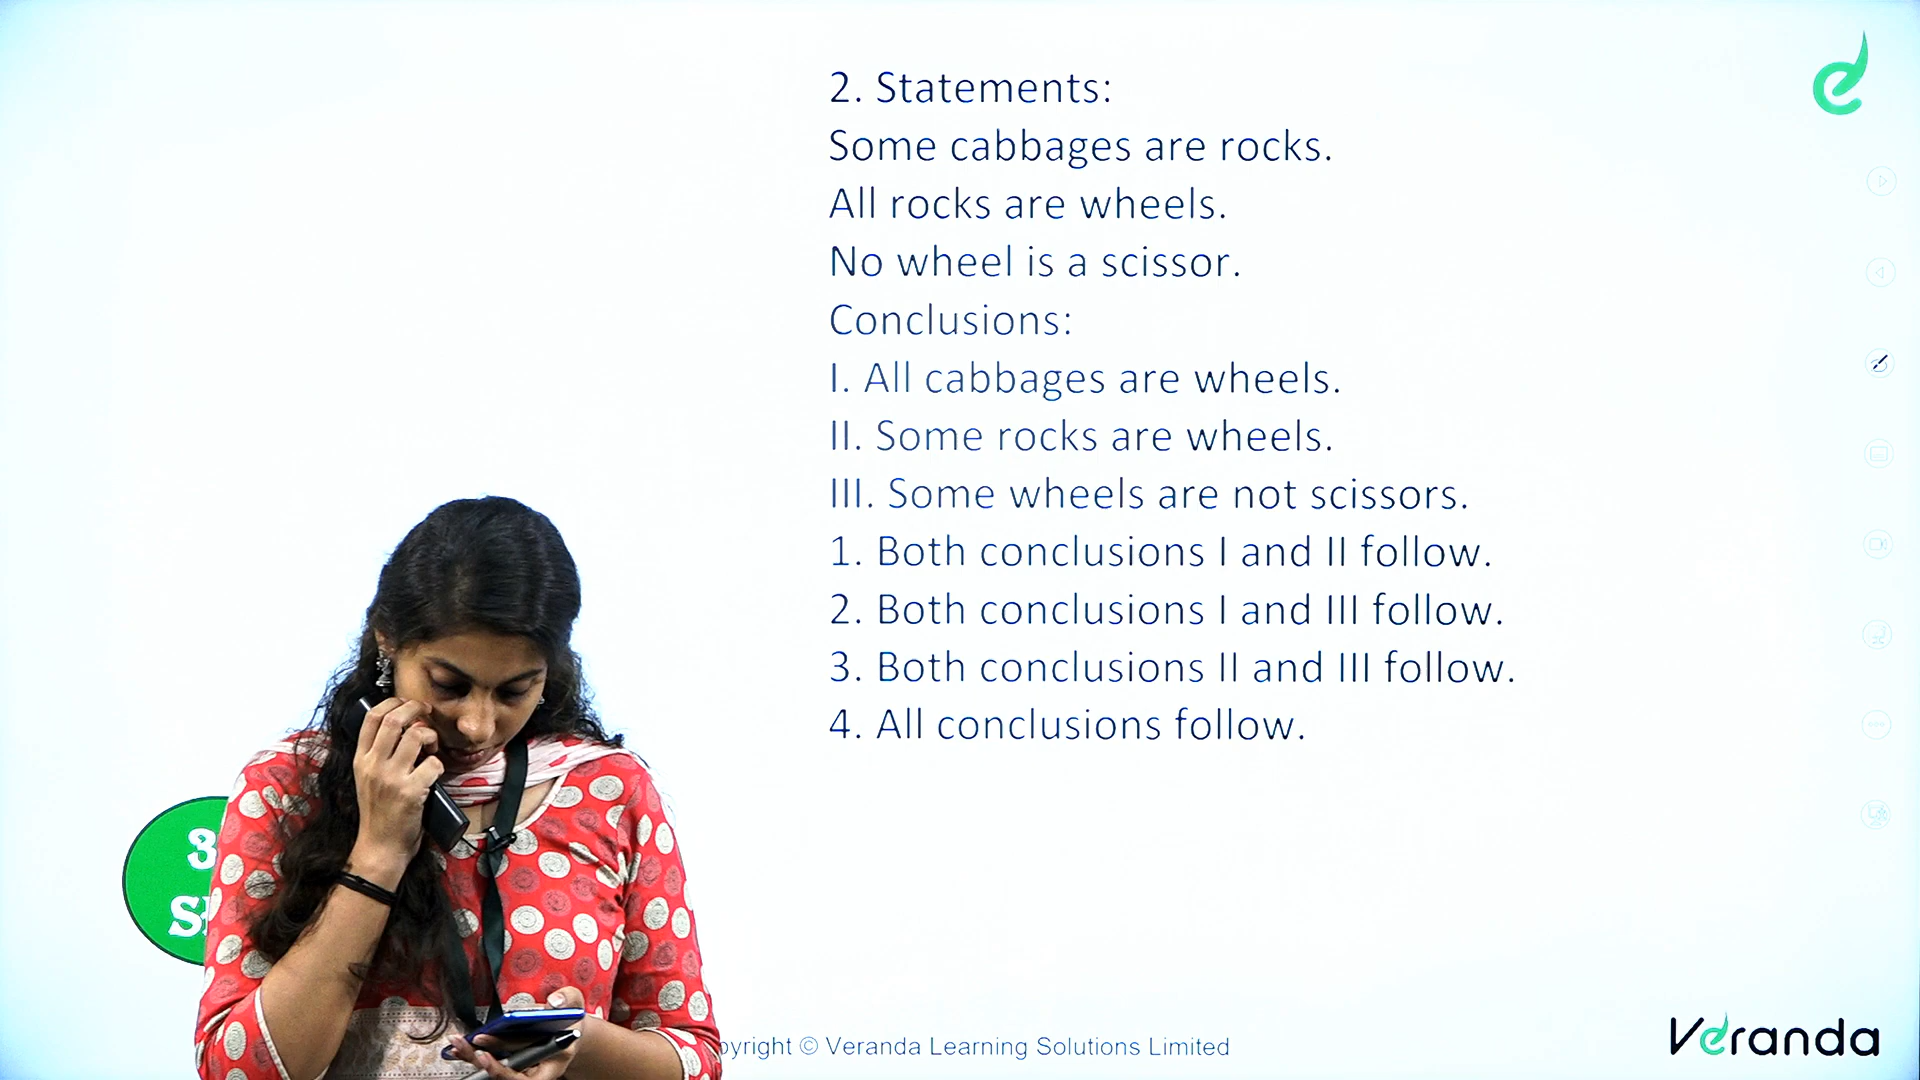 2. Statements:
Some cabbages are rocks.
All rocks are wheels.
No wheel is a scissor.
Conclusions:
I. All cabbages are wheels.
II. Some rocks are wheels.
III. Some wheels are not scissors.
1. Both conclusions I and II follow.
2. Both conclusions I and III follow.
3. Both conclusions II and III follow.
4. All conclusions follow.
3
© Veranda Learning Solutions Limited
Veranda